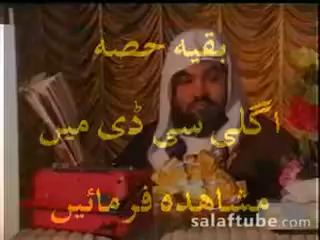 بقیہ حصہ
اگلی سی ڈی میں
مشاہدہ فرمائیں
salaftube.com